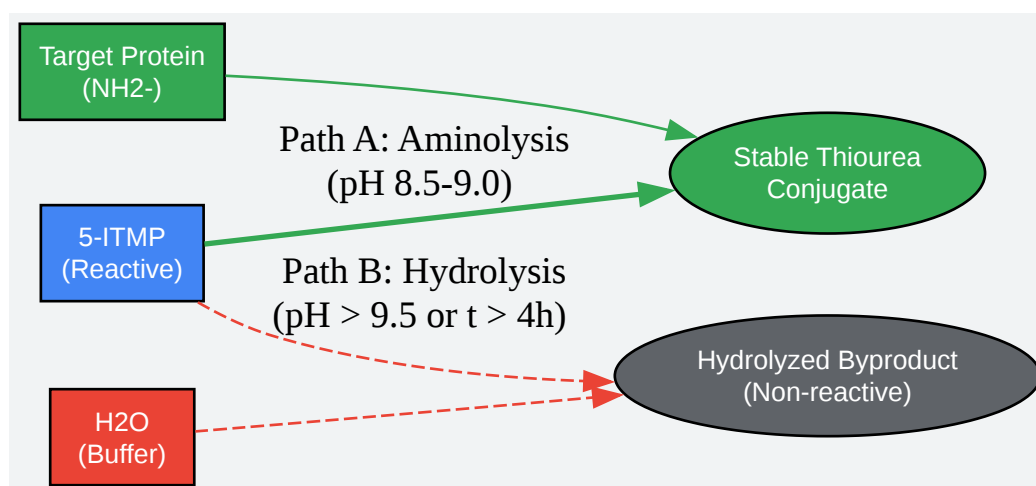 Target Protein
(NH2-)
Path A: Aminolysis
(pH 8.5-9.0)
Stable Thiourea
Conjugate
5-ITMP
(Reactive)
Path B: Hydrolysis
(pH > 9.5 or t > 4h)
Hydrolyzed Byproduct
(Non-reactive)
H2O
(Buffer)